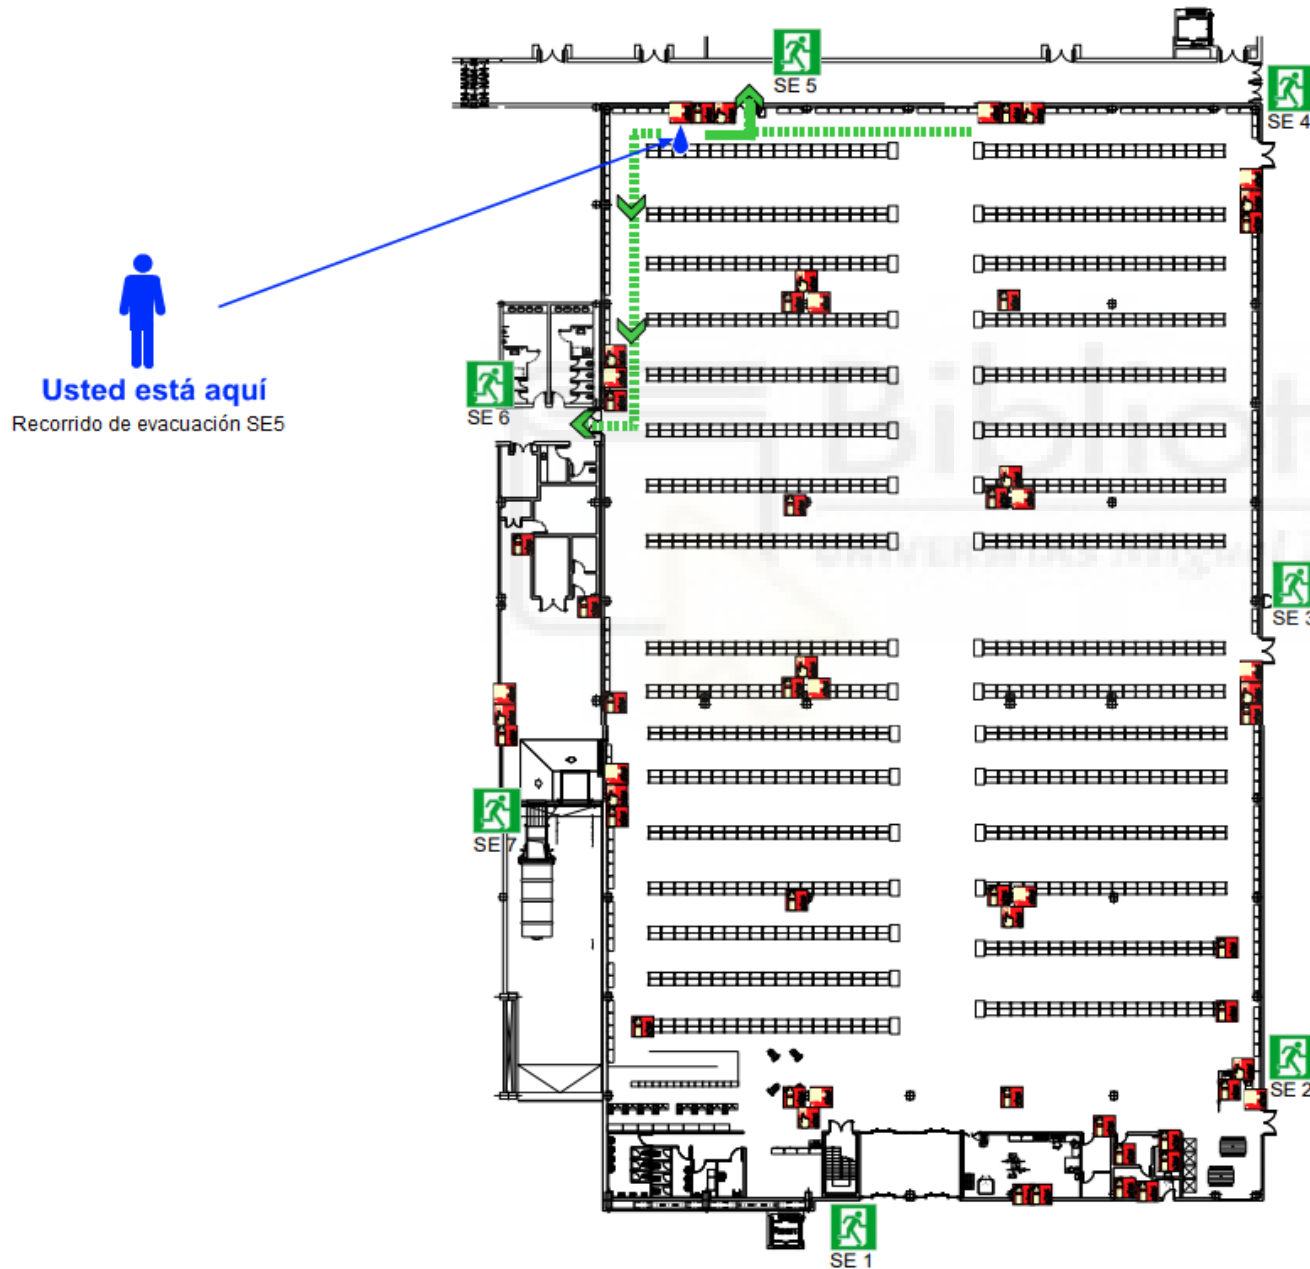 SE 5
SE 4
Usted está aquí
Recorrido de evacuación SE5
SE 6
SE 3
SE 7
SE 2
SE 1